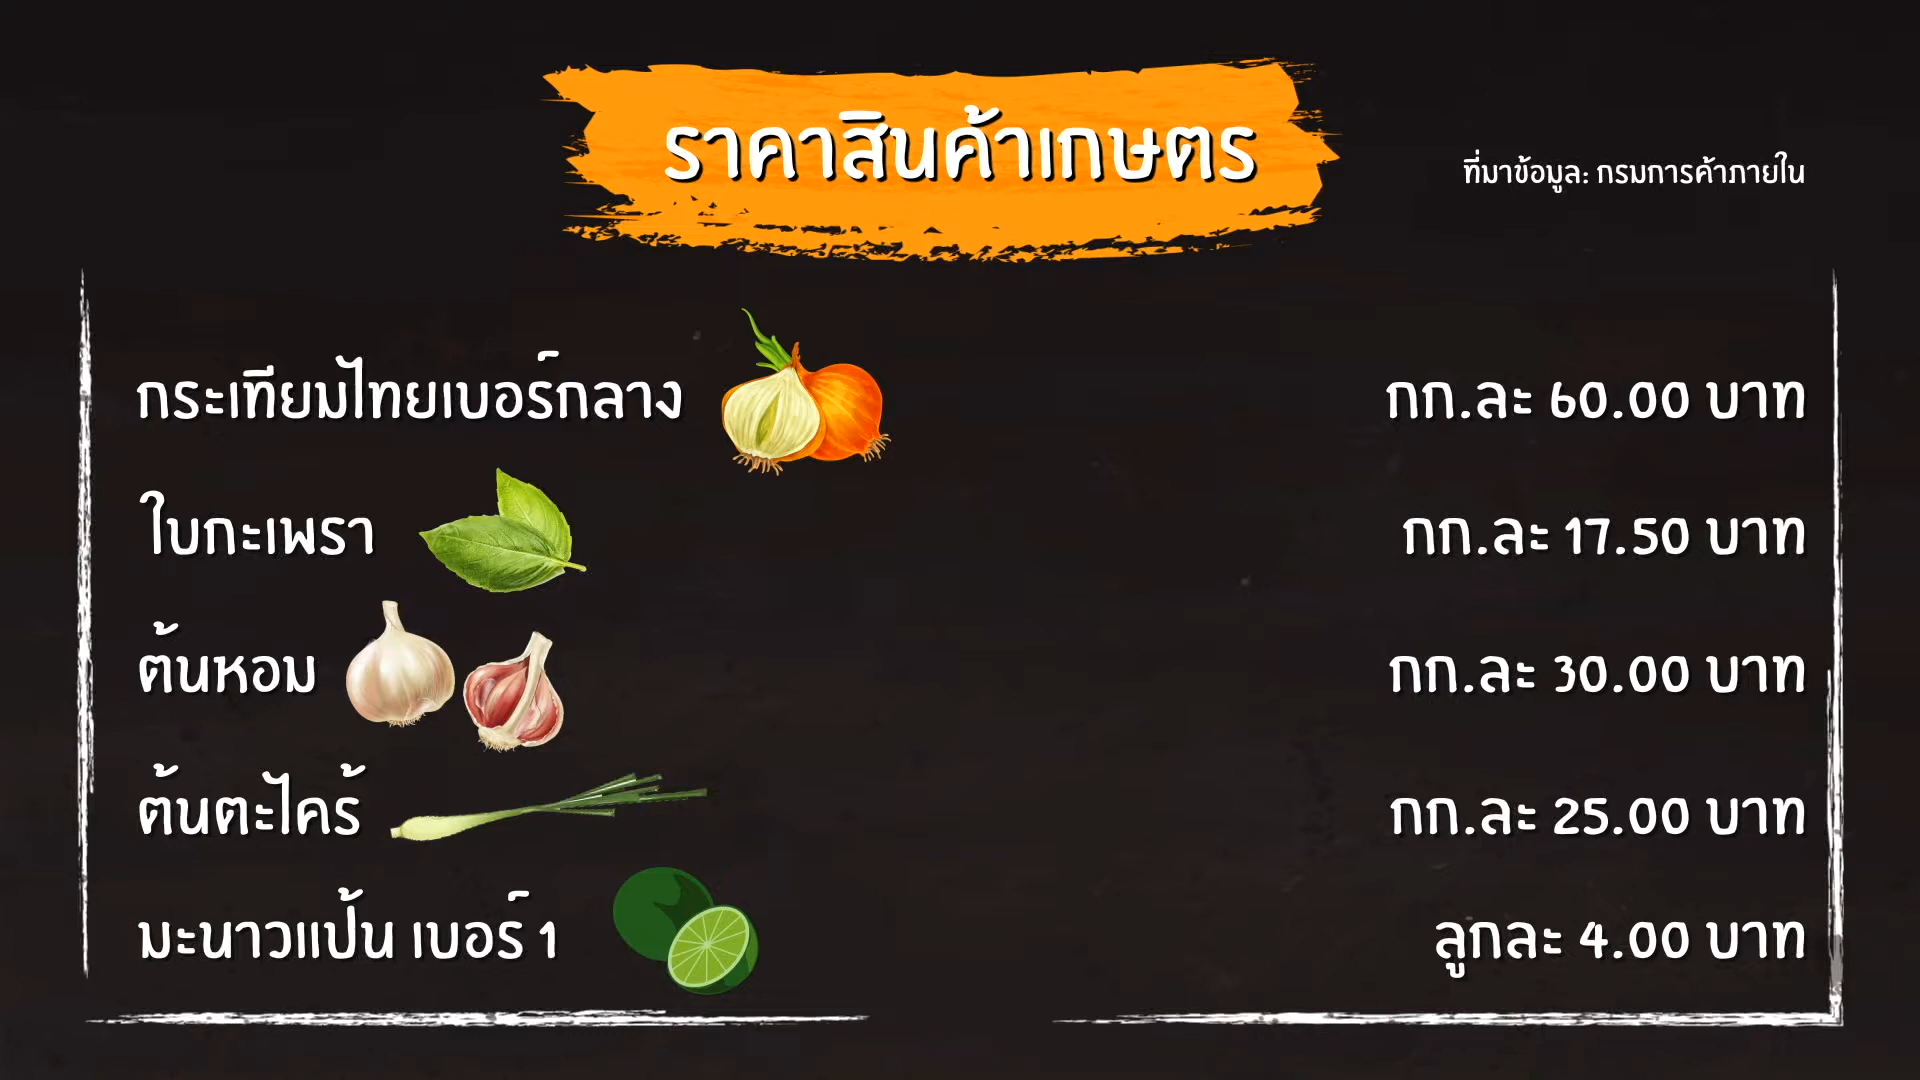 ราคาสินค้าเกษตร
ที่มาข้อมูล: กรมการค้าภายใน
กระเทียมไทยเบอร์กลาง กก.ละ 60.00 บาท
ใบกะเพรา กก.ละ 17.50 บาท
ต้นหอม กก.ละ 30.00 บาท
ต้นตะไคร้ กก.ละ 25.00 บาท
มะนาวแป้น เบอร์ 1 ลูกละ 4.00 บาท